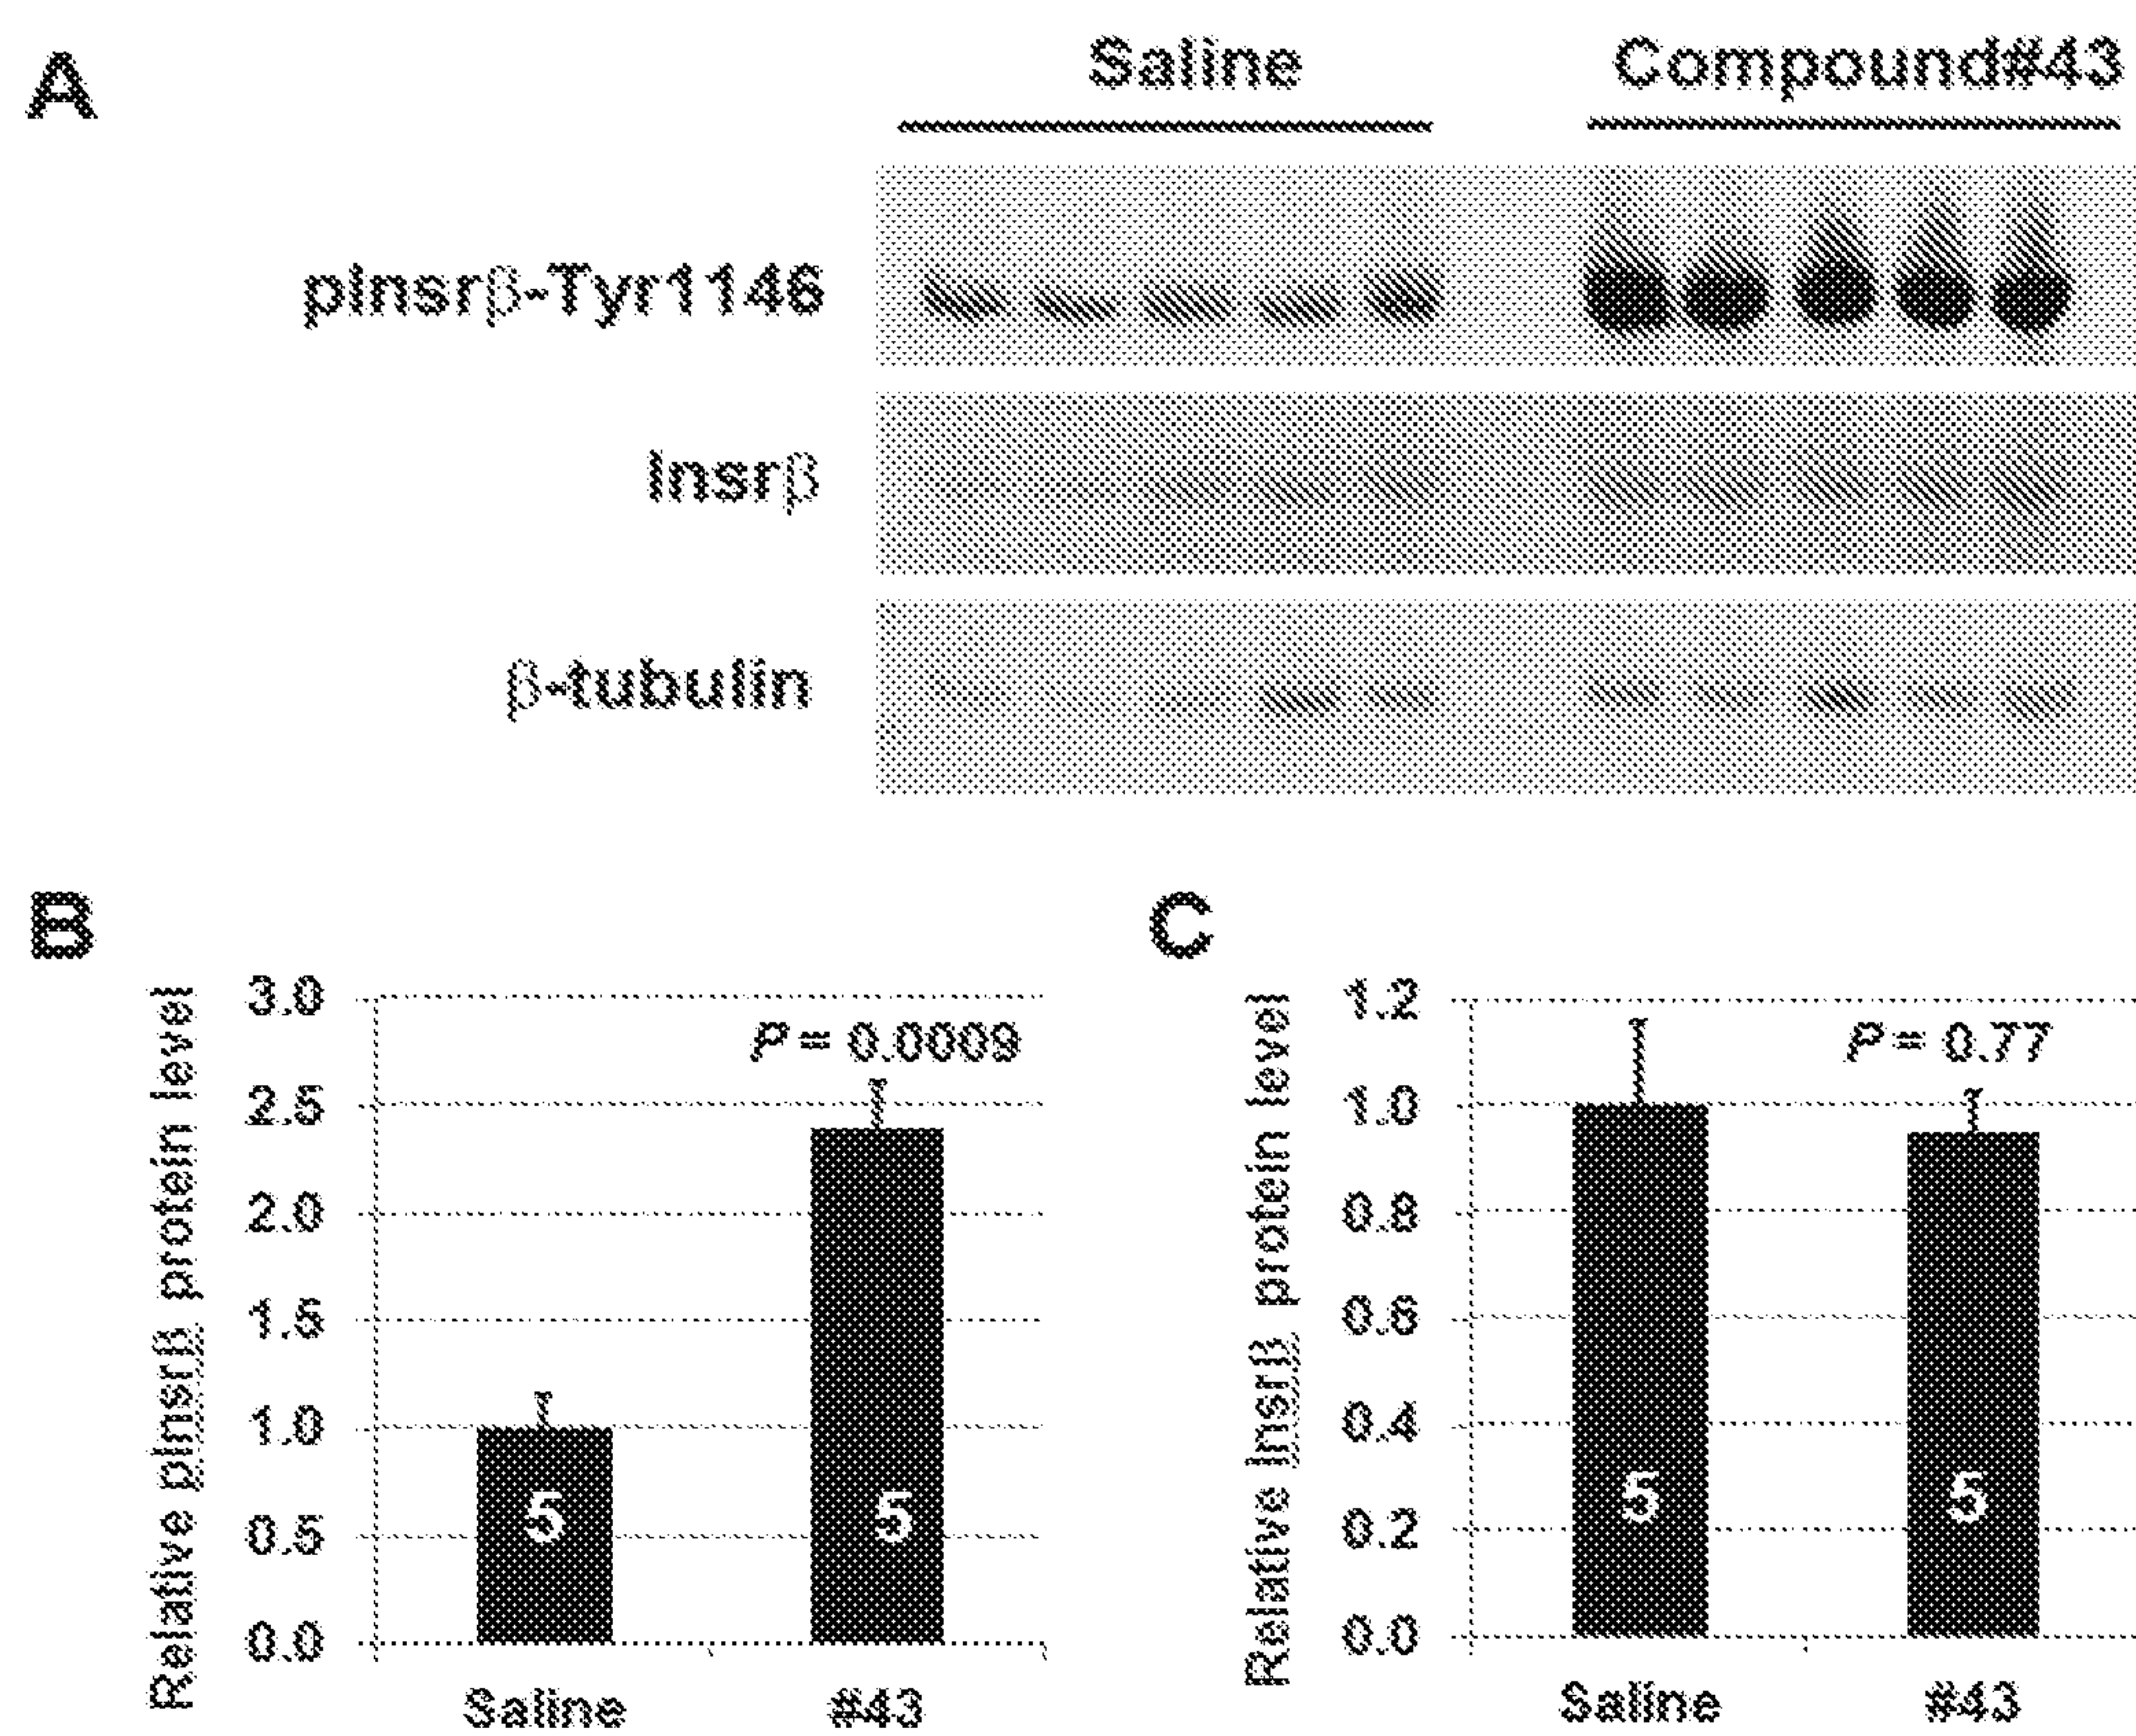 A
Saline
Compound#43
pInsrβ-Tyr1146
Insrβ
β-tubulin
B
Relative pInsrβ protein level
3.0
2.5
2.0
1.5
1.0
0.5
0.0
P = 0.0009
5
5
Saline
#43
C
Relative Insrβ protein level
1.2
1.0
0.8
0.6
0.4
0.2
0.0
P = 0.77
5
5
Saline
#43